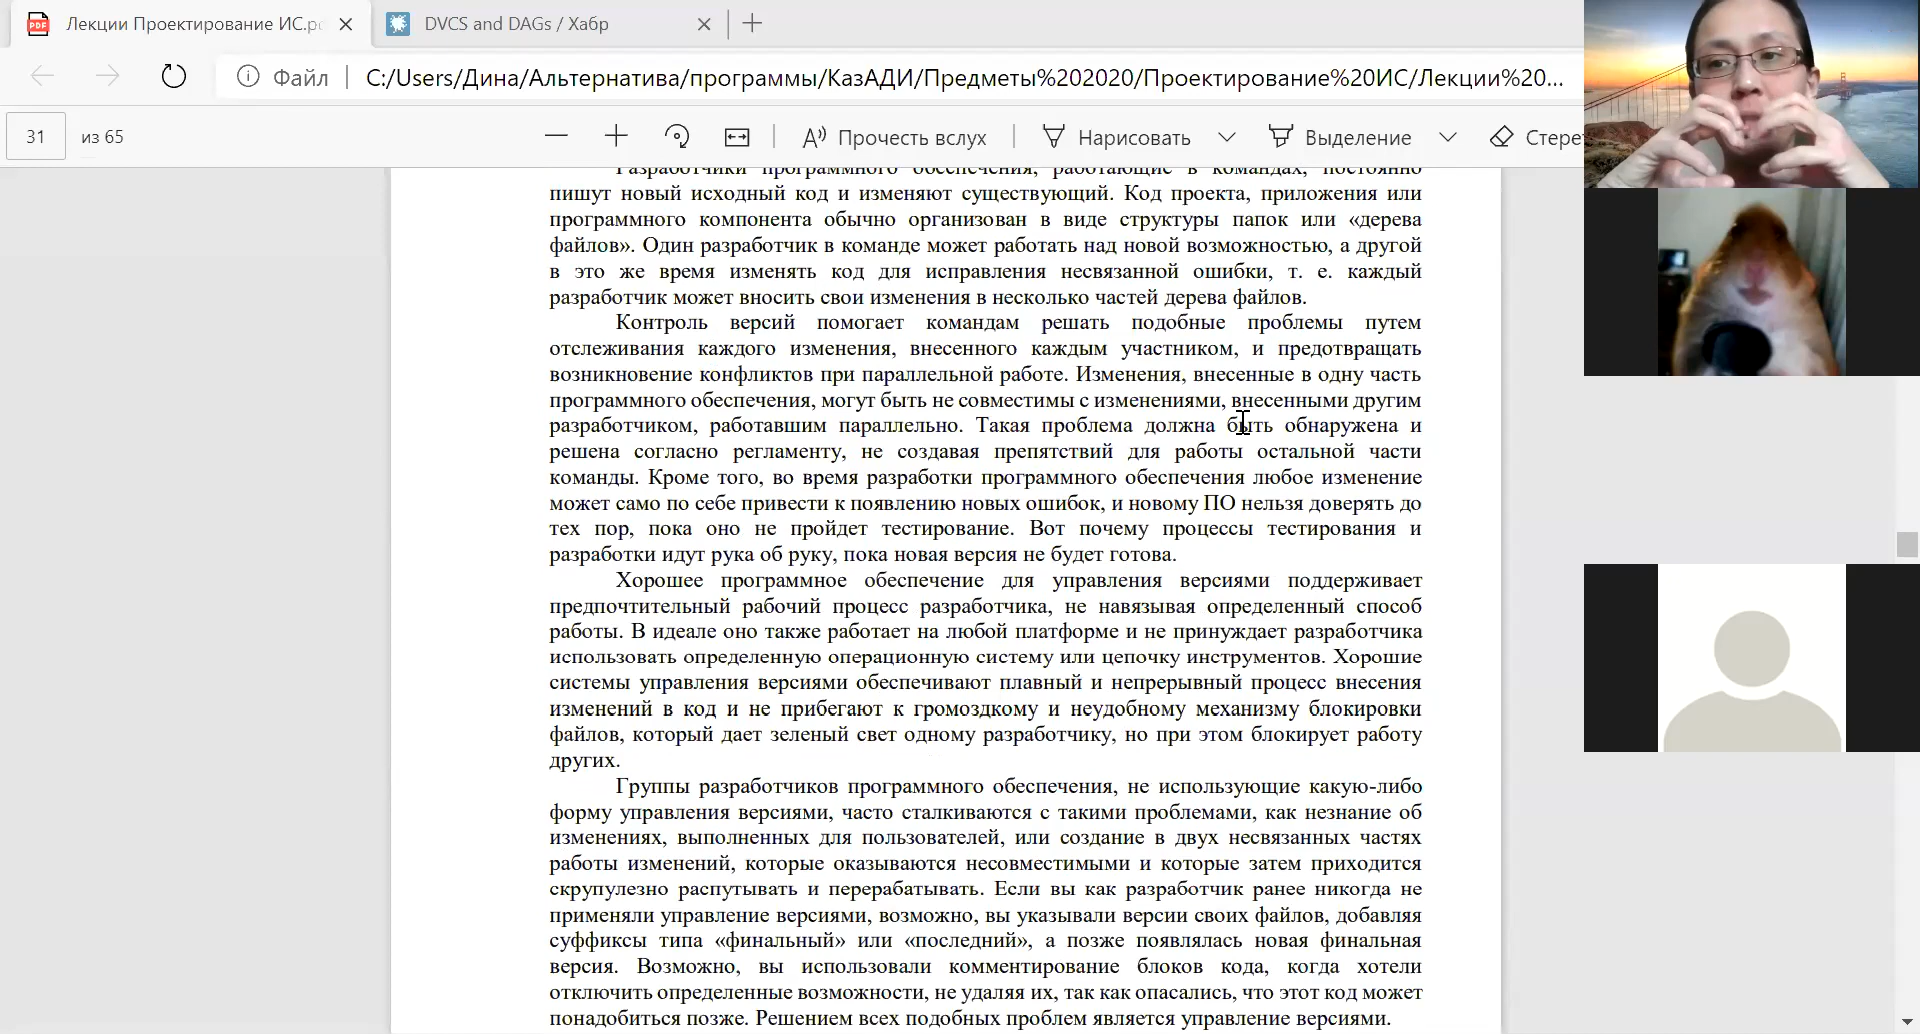 Лекции Проектирование ИС.pd
DVCS and DAGs / Хабр
Файл
C:/Users/Дина/Альтернатива/программы/КазАДИ/Предметы%202020/Проектирование%20ИС/Лекции%20...
31 из 65
Прочесть вслух
Нарисовать
Выделение
Стере
Разработчики программного обеспечения, работающие в командах, постоянно
пишут новый исходный код и изменяют существующий. Код проекта, приложения или
программного компонента обычно организован в виде структуры папок или «дерева
файлов». Один разработчик в команде может работать над новой возможностью, а другой
в это же время изменять код для исправления несвязанной ошибки, т. е. каждый
разработчик может вносить свои изменения в несколько частей дерева файлов.
Контроль версий помогает командам решать подобные проблемы путем
отслеживания каждого изменения, внесенного каждым участником, и предотвращать
возникновение конфликтов при параллельной работе. Изменения, внесенные в одну часть
программного обеспечения, могут быть не совместимы с изменениями, внесенными другим
разработчиком, работавшим параллельно. Такая проблема должна быть обнаружена и
решена согласно регламенту, не создавая препятствий для работы остальной части
команды. Кроме того, во время разработки программного обеспечения любое изменение
может само по себе привести к появлению новых ошибок, и новому ПО нельзя доверять до
тех пор, пока оно не пройдет тестирование. Вот почему процессы тестирования и
разработки идут рука об руку, пока новая версия не будет готова.
Хорошее программное обеспечение для управления версиями поддерживает
предпочтительный рабочий процесс разработчика, не навязывая определенный способ
работы. В идеале оно также работает на любой платформе и не принуждает разработчика
использовать определенную операционную систему или цепочку инструментов. Хорошие
системы управления версиями обеспечивают плавный и непрерывный процесс внесения
изменений в код и не прибегают к громоздкому и неудобному механизму блокировки
файлов, который дает зеленый свет одному разработчику, но при этом блокирует работу
других.
Группы разработчиков программного обеспечения, не использующие какую-либо
форму управления версиями, часто сталкиваются с такими проблемами, как незнание об
изменениях, выполненных для пользователей, или создание в двух несвязанных частях
работы изменений, которые оказываются несовместимыми и которые затем приходится
скрупулезно распутывать и перерабатывать. Если вы как разработчик ранее никогда не
применяли управление версиями, возможно, вы указывали версии своих файлов, добавляя
суффиксы типа «финальный» или «последний», а позже появлялась новая финальная
версия. Возможно, вы использовали комментирование блоков кода, когда хотели
отключить определенные возможности, не удаляя их, так как опасались, что этот код может
понадобиться позже. Решением всех подобных проблем является управление версиями.